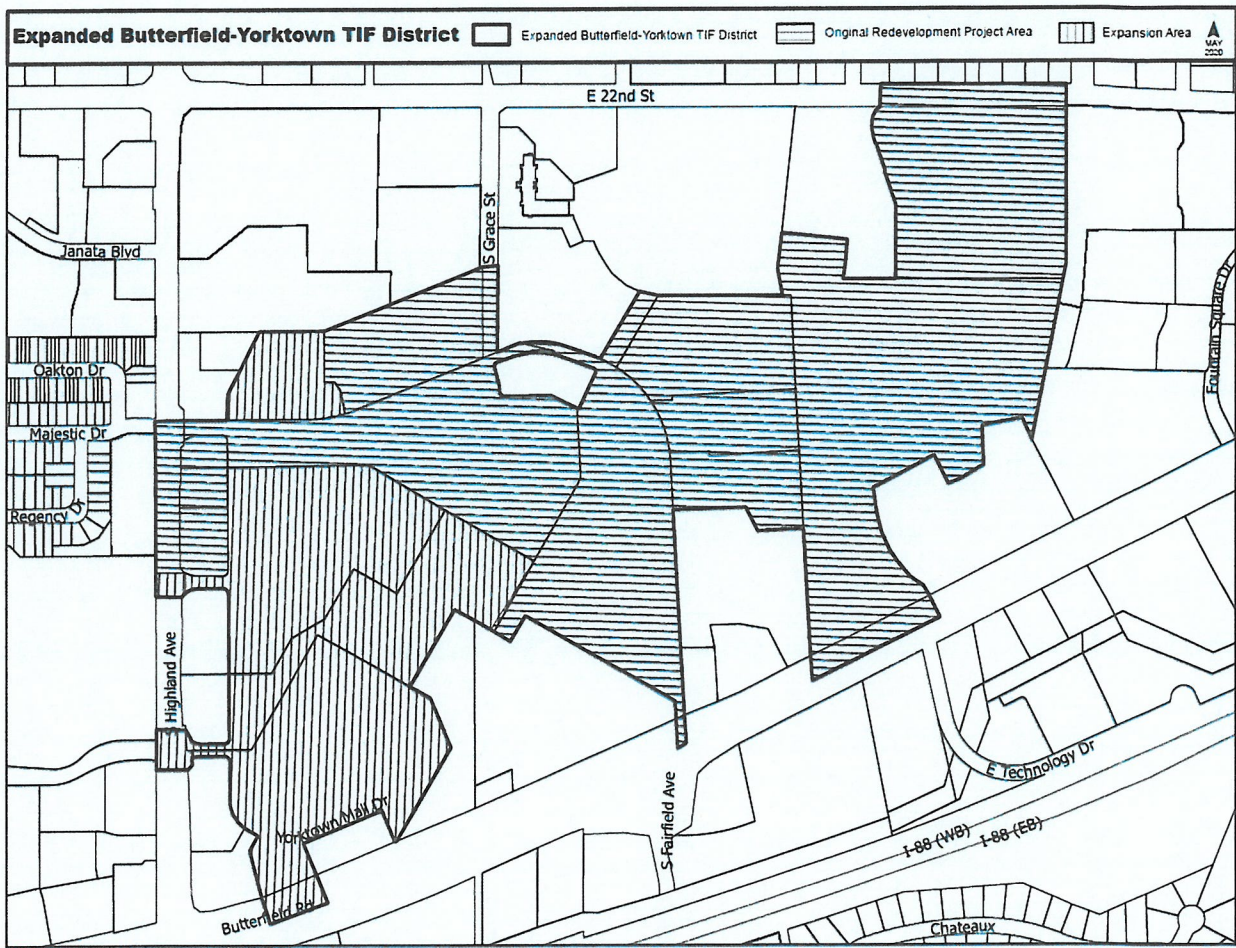 Expanded Butterfield-Yorktown TIF District
Expanded Butterfield-Yorktown TIF District
Original Redevelopment Project Area
Expansion Area
MAY
2020
E 22nd St
S Grace St
Janata Blvd
Fountain Square Dr
Oakton Dr
Majestic Dr
Regency Ct
S Highland Ave
E Technology Dr
Yorktown Mall Dr
S Fairfield Ave
I-88 (WB)
I-88 (EB)
Butterfield Rd
Chateaux